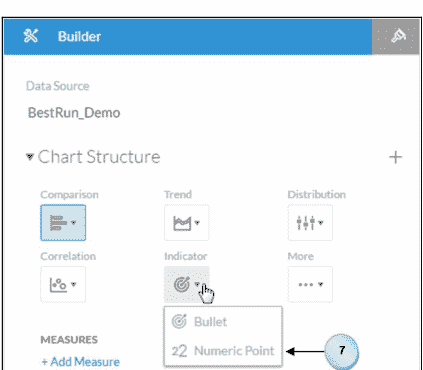 Builder
Data Source
BestRun_Demo
Chart Structure
Comparison Trend Distribution
Correlation Indicator More
Bullet
22 Numeric Point
7
MEASURES
+ Add Measure